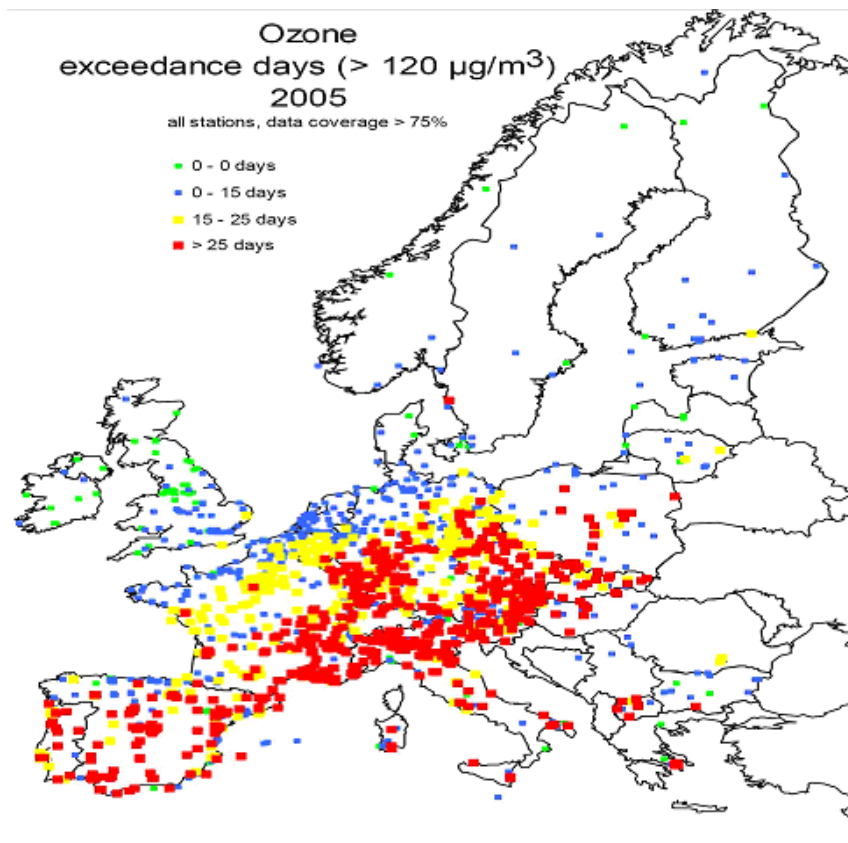 Ozone
exceedance days (> 120 µg/m3)
2005
all stations, data coverage > 75%
0 - 0 days
0 - 15 days
15 - 25 days
> 25 days